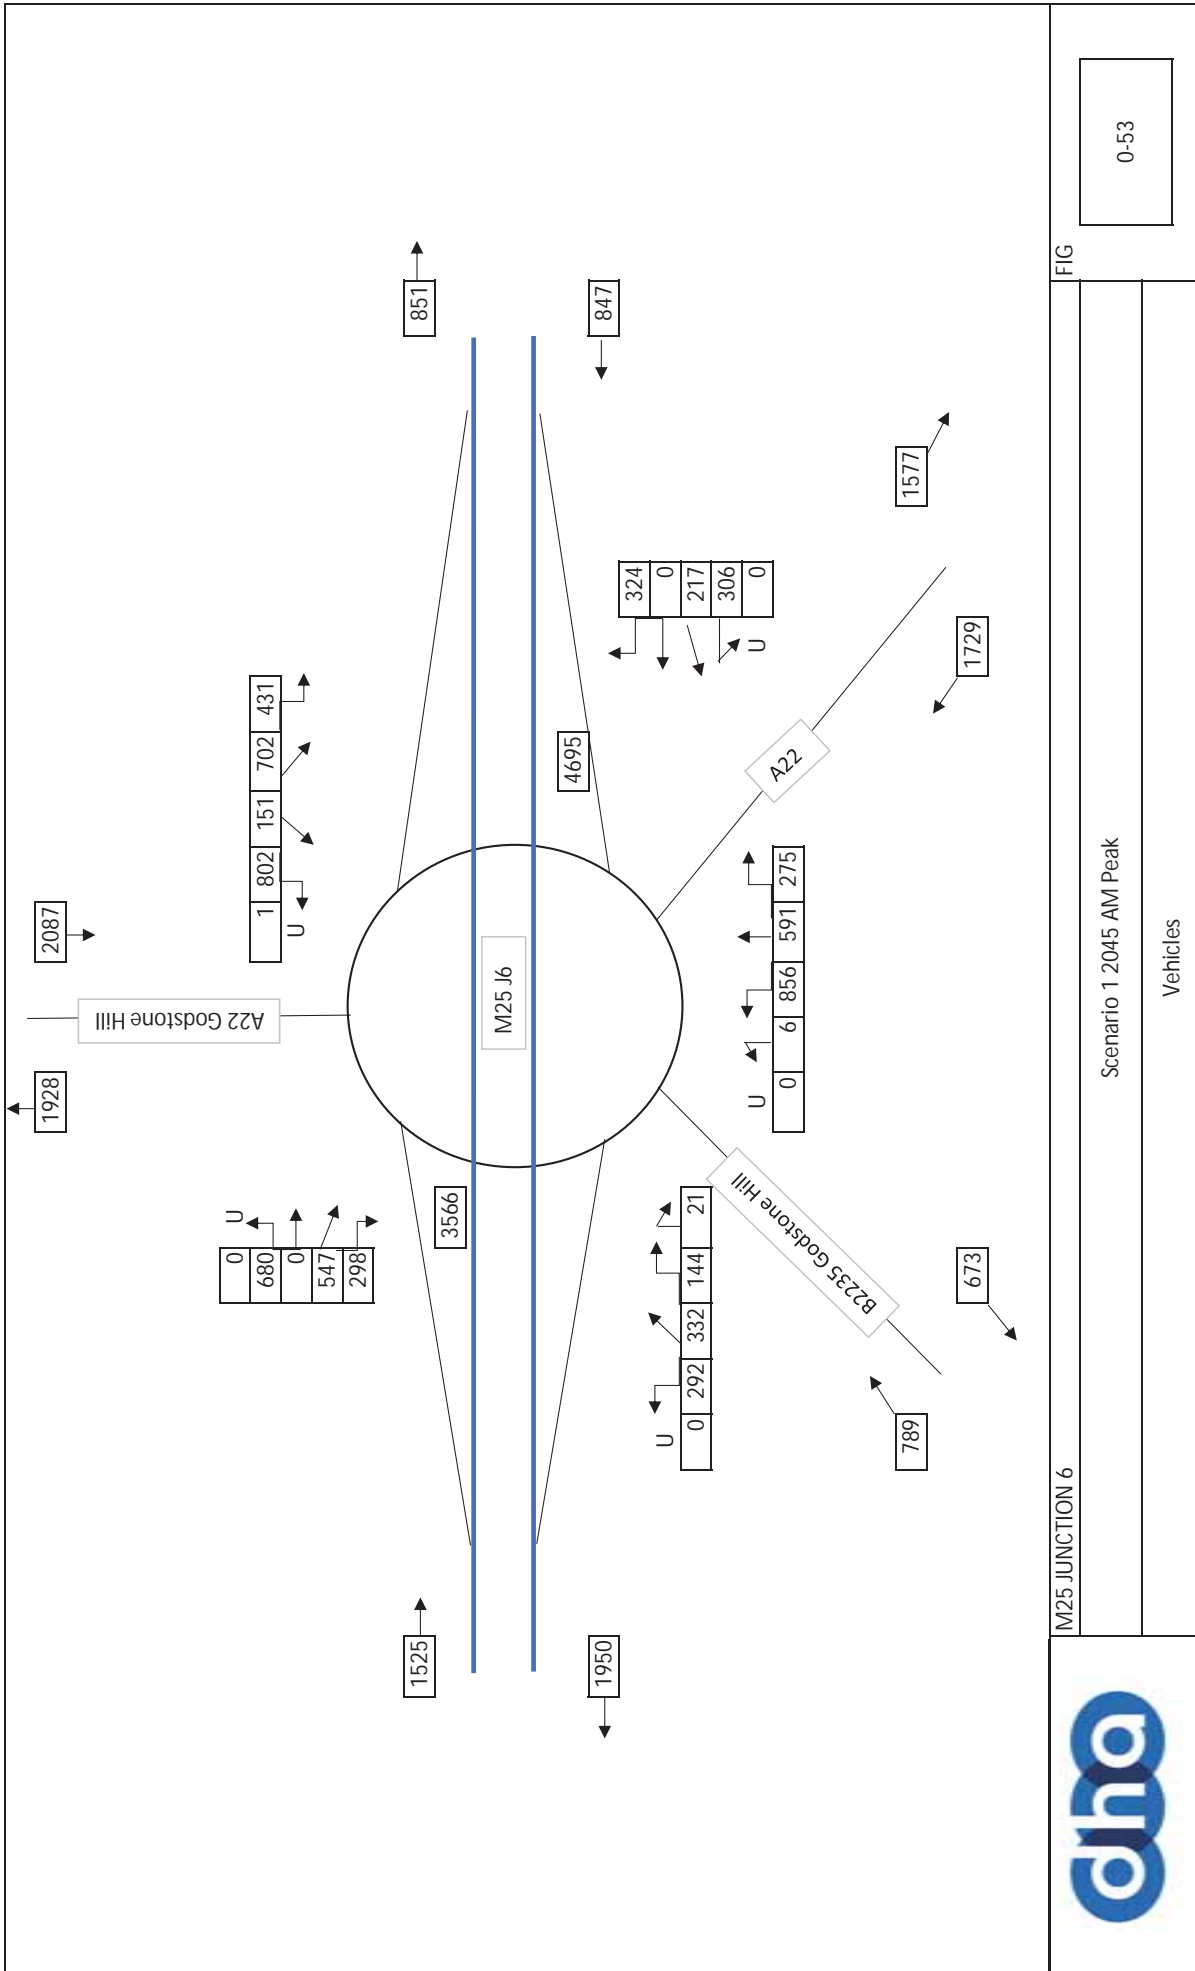 1928
2087
A22 Godstone Hill
1 802 151 702 431
U
0
680
0
547
298
U
1525
3566
851
M25 J6
1950
4695
847
324
0
217
306
0
U
U
0 292 332 144 21
B2235 Godstone Hill
U
0 6 856 591 275
A22
789
673
1729
1577
dha
M25 JUNCTION 6
Scenario 1 2045 AM Peak
Vehicles
FIG
0-53